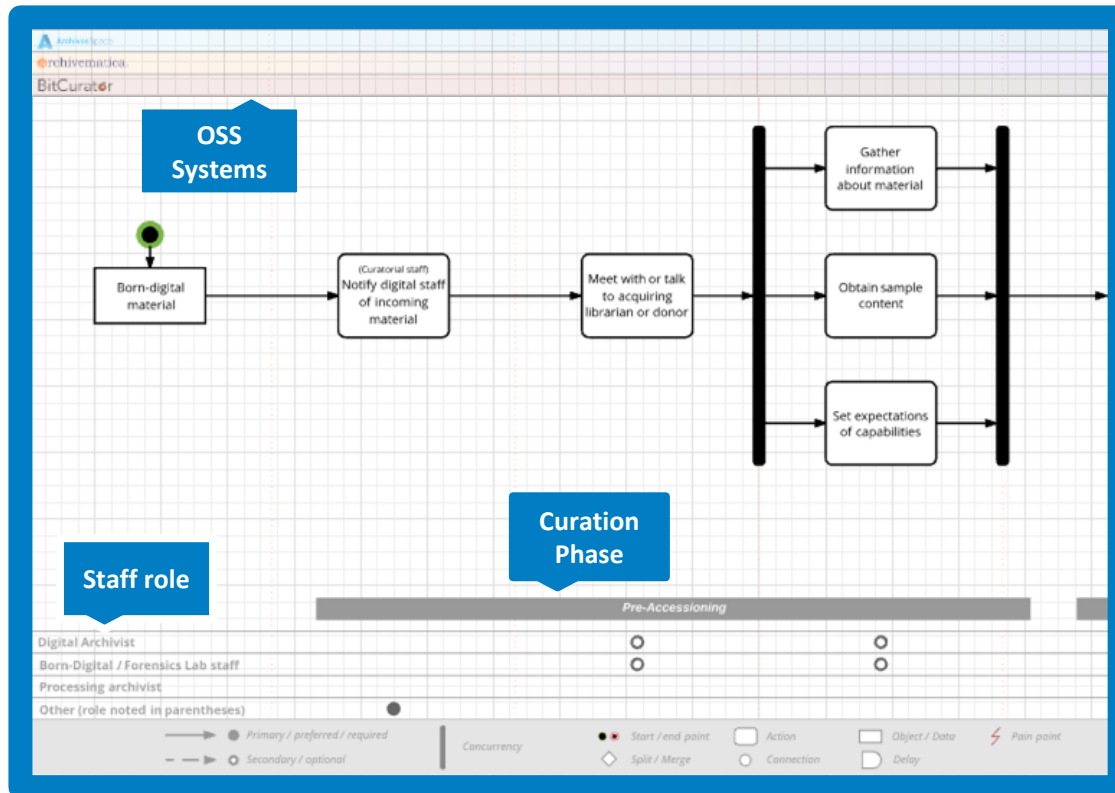 ArchivesSpace
archivematica
BitCurator
OSS
Systems
Gather
information
about material
(Curatorial staff)
Notify digital staff
of incoming
material
Born-digital
material
Meet with or talk
to acquiring
librarian or donor
Obtain sample
content
Set expectations
of capabilities
Curation
Phase
Staff role
Pre-Accessioning
Digital Archivist
Born-Digital / Forensics Lab staff
Processing archivist
Other (role noted in parentheses)
Primary / preferred / required
Secondary / optional
Concurrency
Start / end point
Action
Object / Data
Pain point
Split / Merge
Connection
Delay